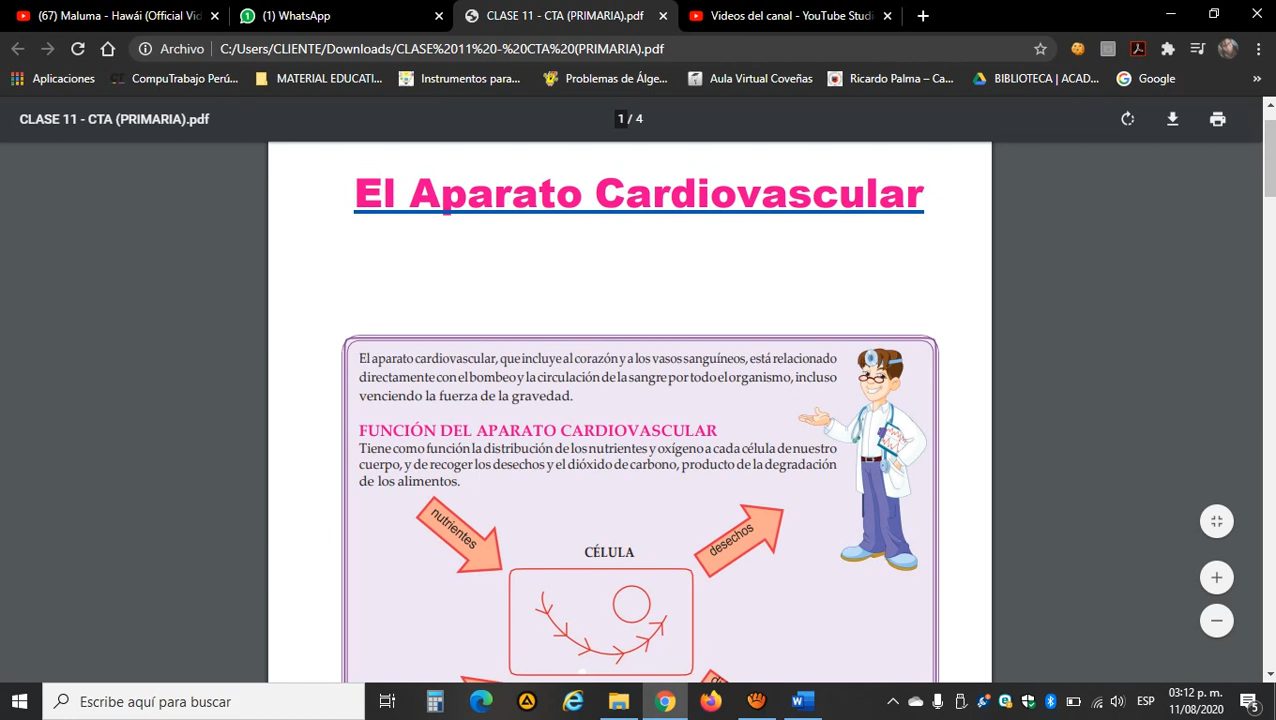 (67) Maluma - Hawái (Official Vid
(1) WhatsApp
CLASE 11 - CTA (PRIMARIA).pdf
Videos del canal - YouTube Studi
Archivo
C:/Users/CLIENTE/Downloads/CLASE%2011%20-%20CTA%20(PRIMARIA).pdf
Aplicaciones
CT
CompuTrabajo Perú...
MATERIAL EDUCATI...
Instrumentos para...
Problemas de Álge...
Aula Virtual Coveñas
Ricardo Palma – Ca...
BIBLIOTECA | ACAD...
Google
»
CLASE 11 - CTA (PRIMARIA).pdf
1 / 4
El Aparato Cardiovascular
El aparato cardiovascular, que incluye al corazón y a los vasos sanguíneos, está relacionado
directamente con el bombeo y la circulación de la sangre por todo el organismo, incluso
venciendo la fuerza de la gravedad.
FUNCIÓN DEL APARATO CARDIOVASCULAR
Tiene como función la distribución de los nutrientes y oxígeno a cada célula de nuestro
cuerpo, y de recoger los desechos y el dióxido de carbono, producto de la degradación
de los alimentos.
nutrientes
desechos
CÉLULA
Escribe aquí para buscar
ESP
03:12 p. m.
11/08/2020
5